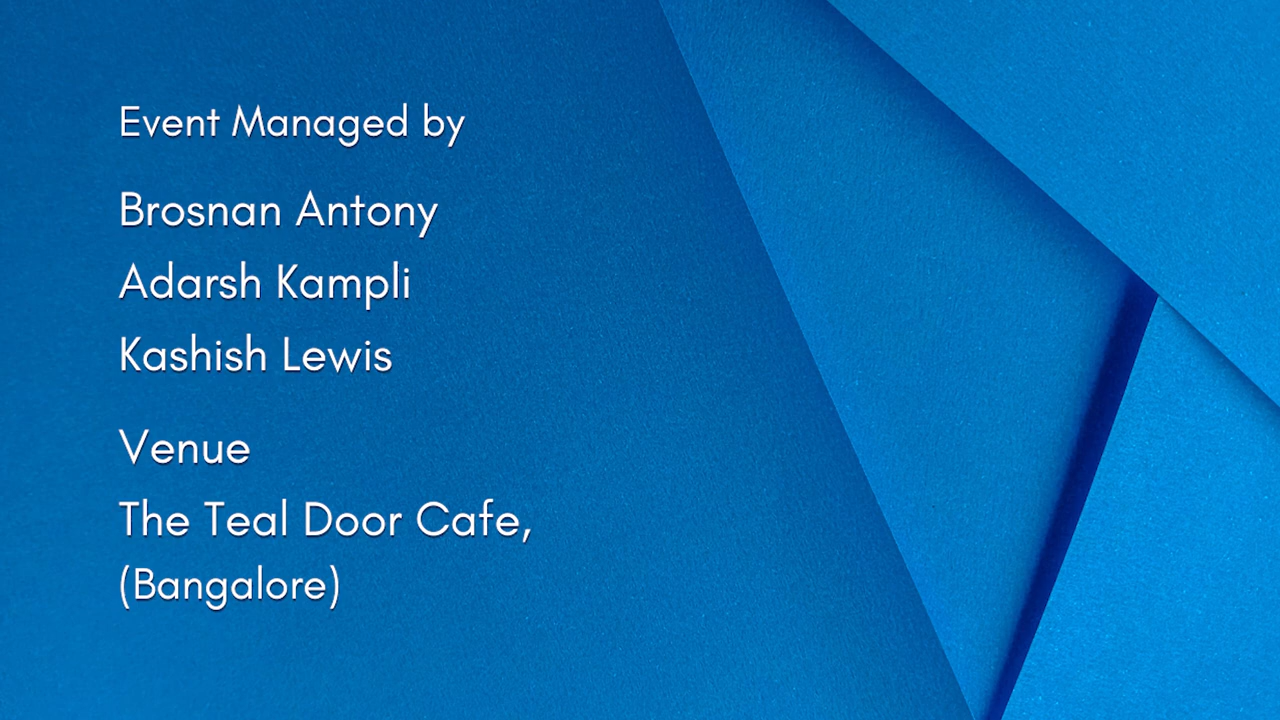 Event Managed by
Brosnan Antony
Adarsh Kampli
Kashish Lewis
Venue
The Teal Door Cafe,
(Bangalore)